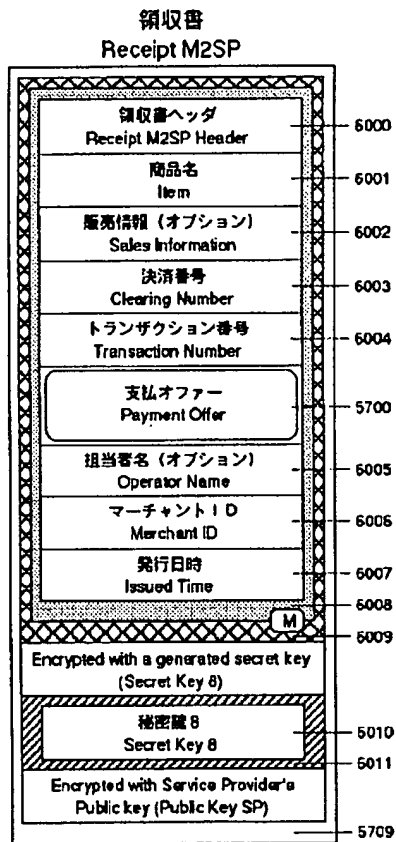 領収書
Receipt M2SP
領収書ヘッダ
Receipt M2SP Header
6000
商品名
Item
6001
販売情報（オプション）
Sales Information
6002
決済番号
Clearing Number
6003
トランザクション番号
Transaction Number
6004
支払オファー
Payment Offer
5700
担当者名（オプション）
Operator Name
6005
マーチャントID
Merchant ID
6006
発行日時
Issued Time
6007
6008
M
6009
Encrypted with a generated secret key
(Secret Key 8)
秘密鍵8
Secret Key 8
6010
6011
Encrypted with Service Provider's
Public key (Public Key SP)
5709